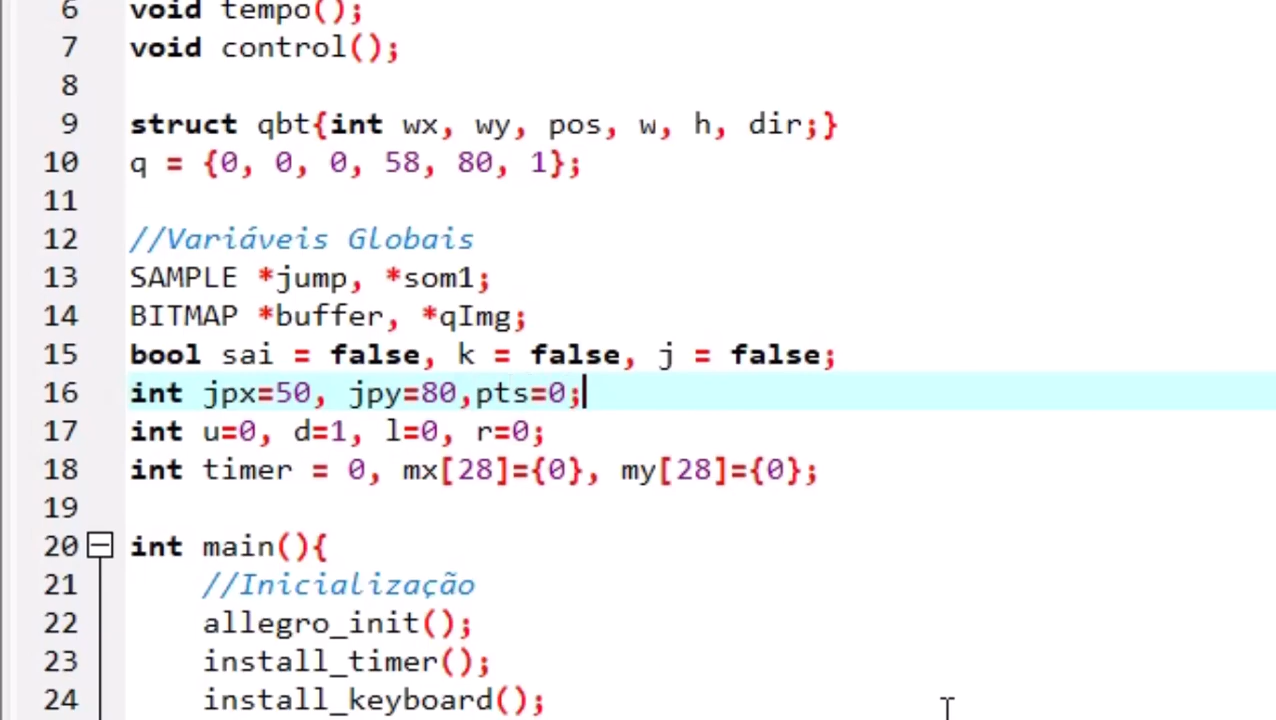 6 void tempo();
7 void control();
8
9 struct qbt{int wx, wy, pos, w, h, dir;}
10 q = {0, 0, 0, 58, 80, 1};
11
12 //Variáveis Globais
13 SAMPLE *jump, *som1;
14 BITMAP *buffer, *qImg;
15 bool sai = false, k = false, j = false;
16 int jpx=50, jpy=80,pts=0;
17 int u=0, d=1, l=0, r=0;
18 int timer = 0, mx[28]={0}, my[28]={0};
19
20 int main(){
21 //Inicialização
22 allegro_init();
23 install_timer();
24 install_keyboard();